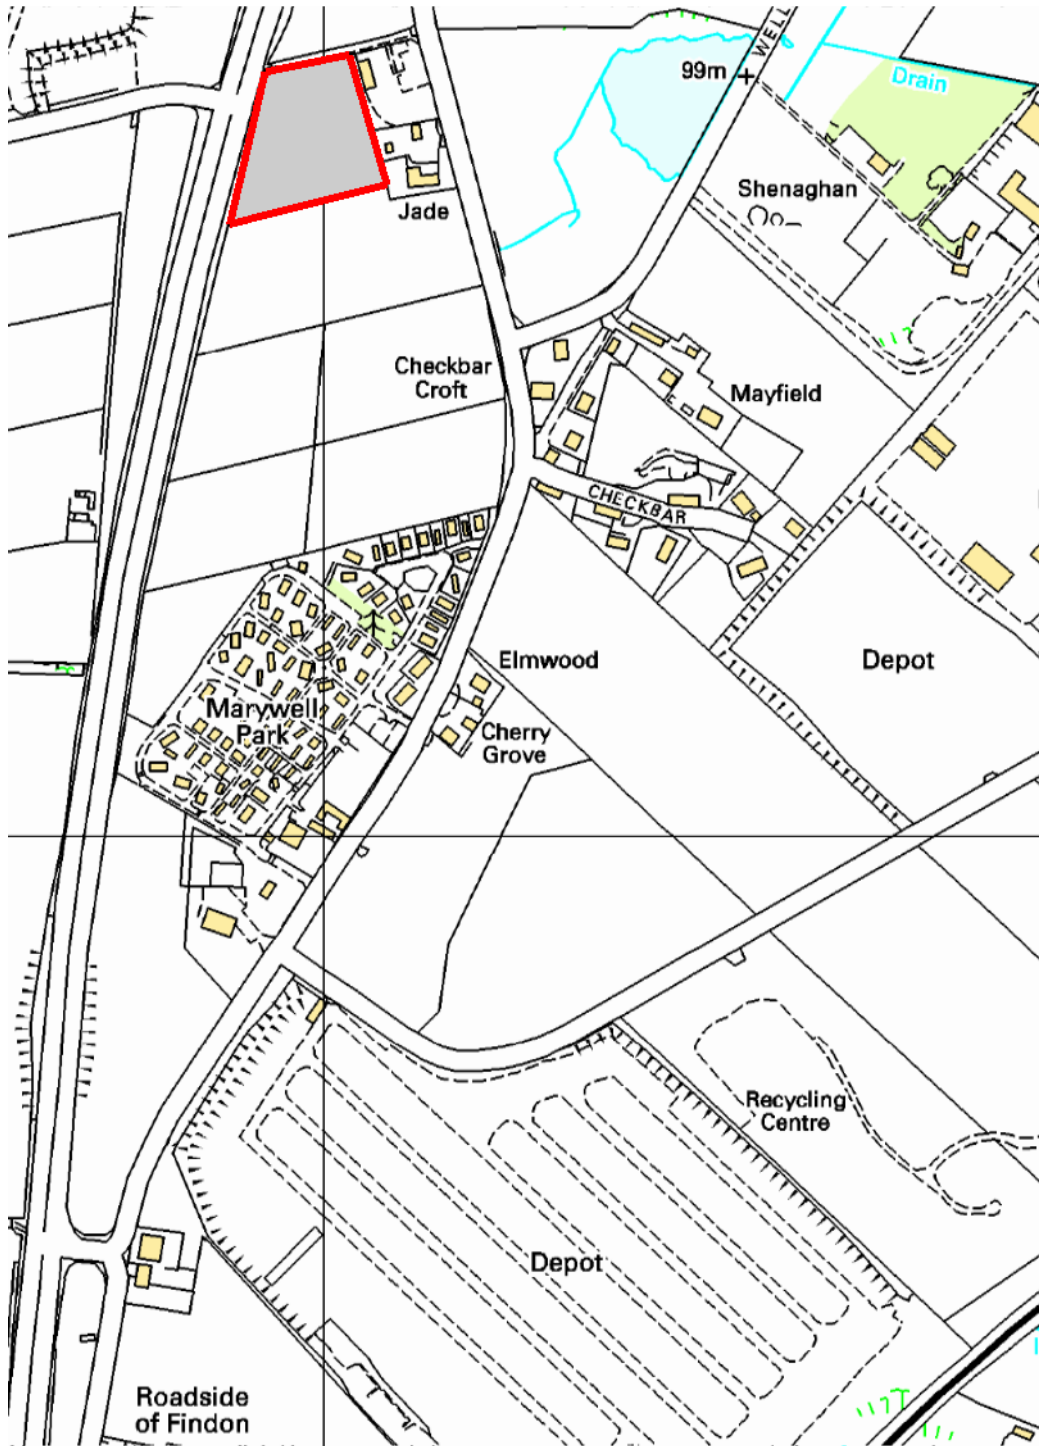 WELL
99m
Drain
Shenaghan
Jade
Checkbar
Croft
Mayfield
CHECKBAR
Elmwood
Depot
Marywell
Park
Cherry
Grove
Recycling
Centre
Depot
Roadside
of Findon